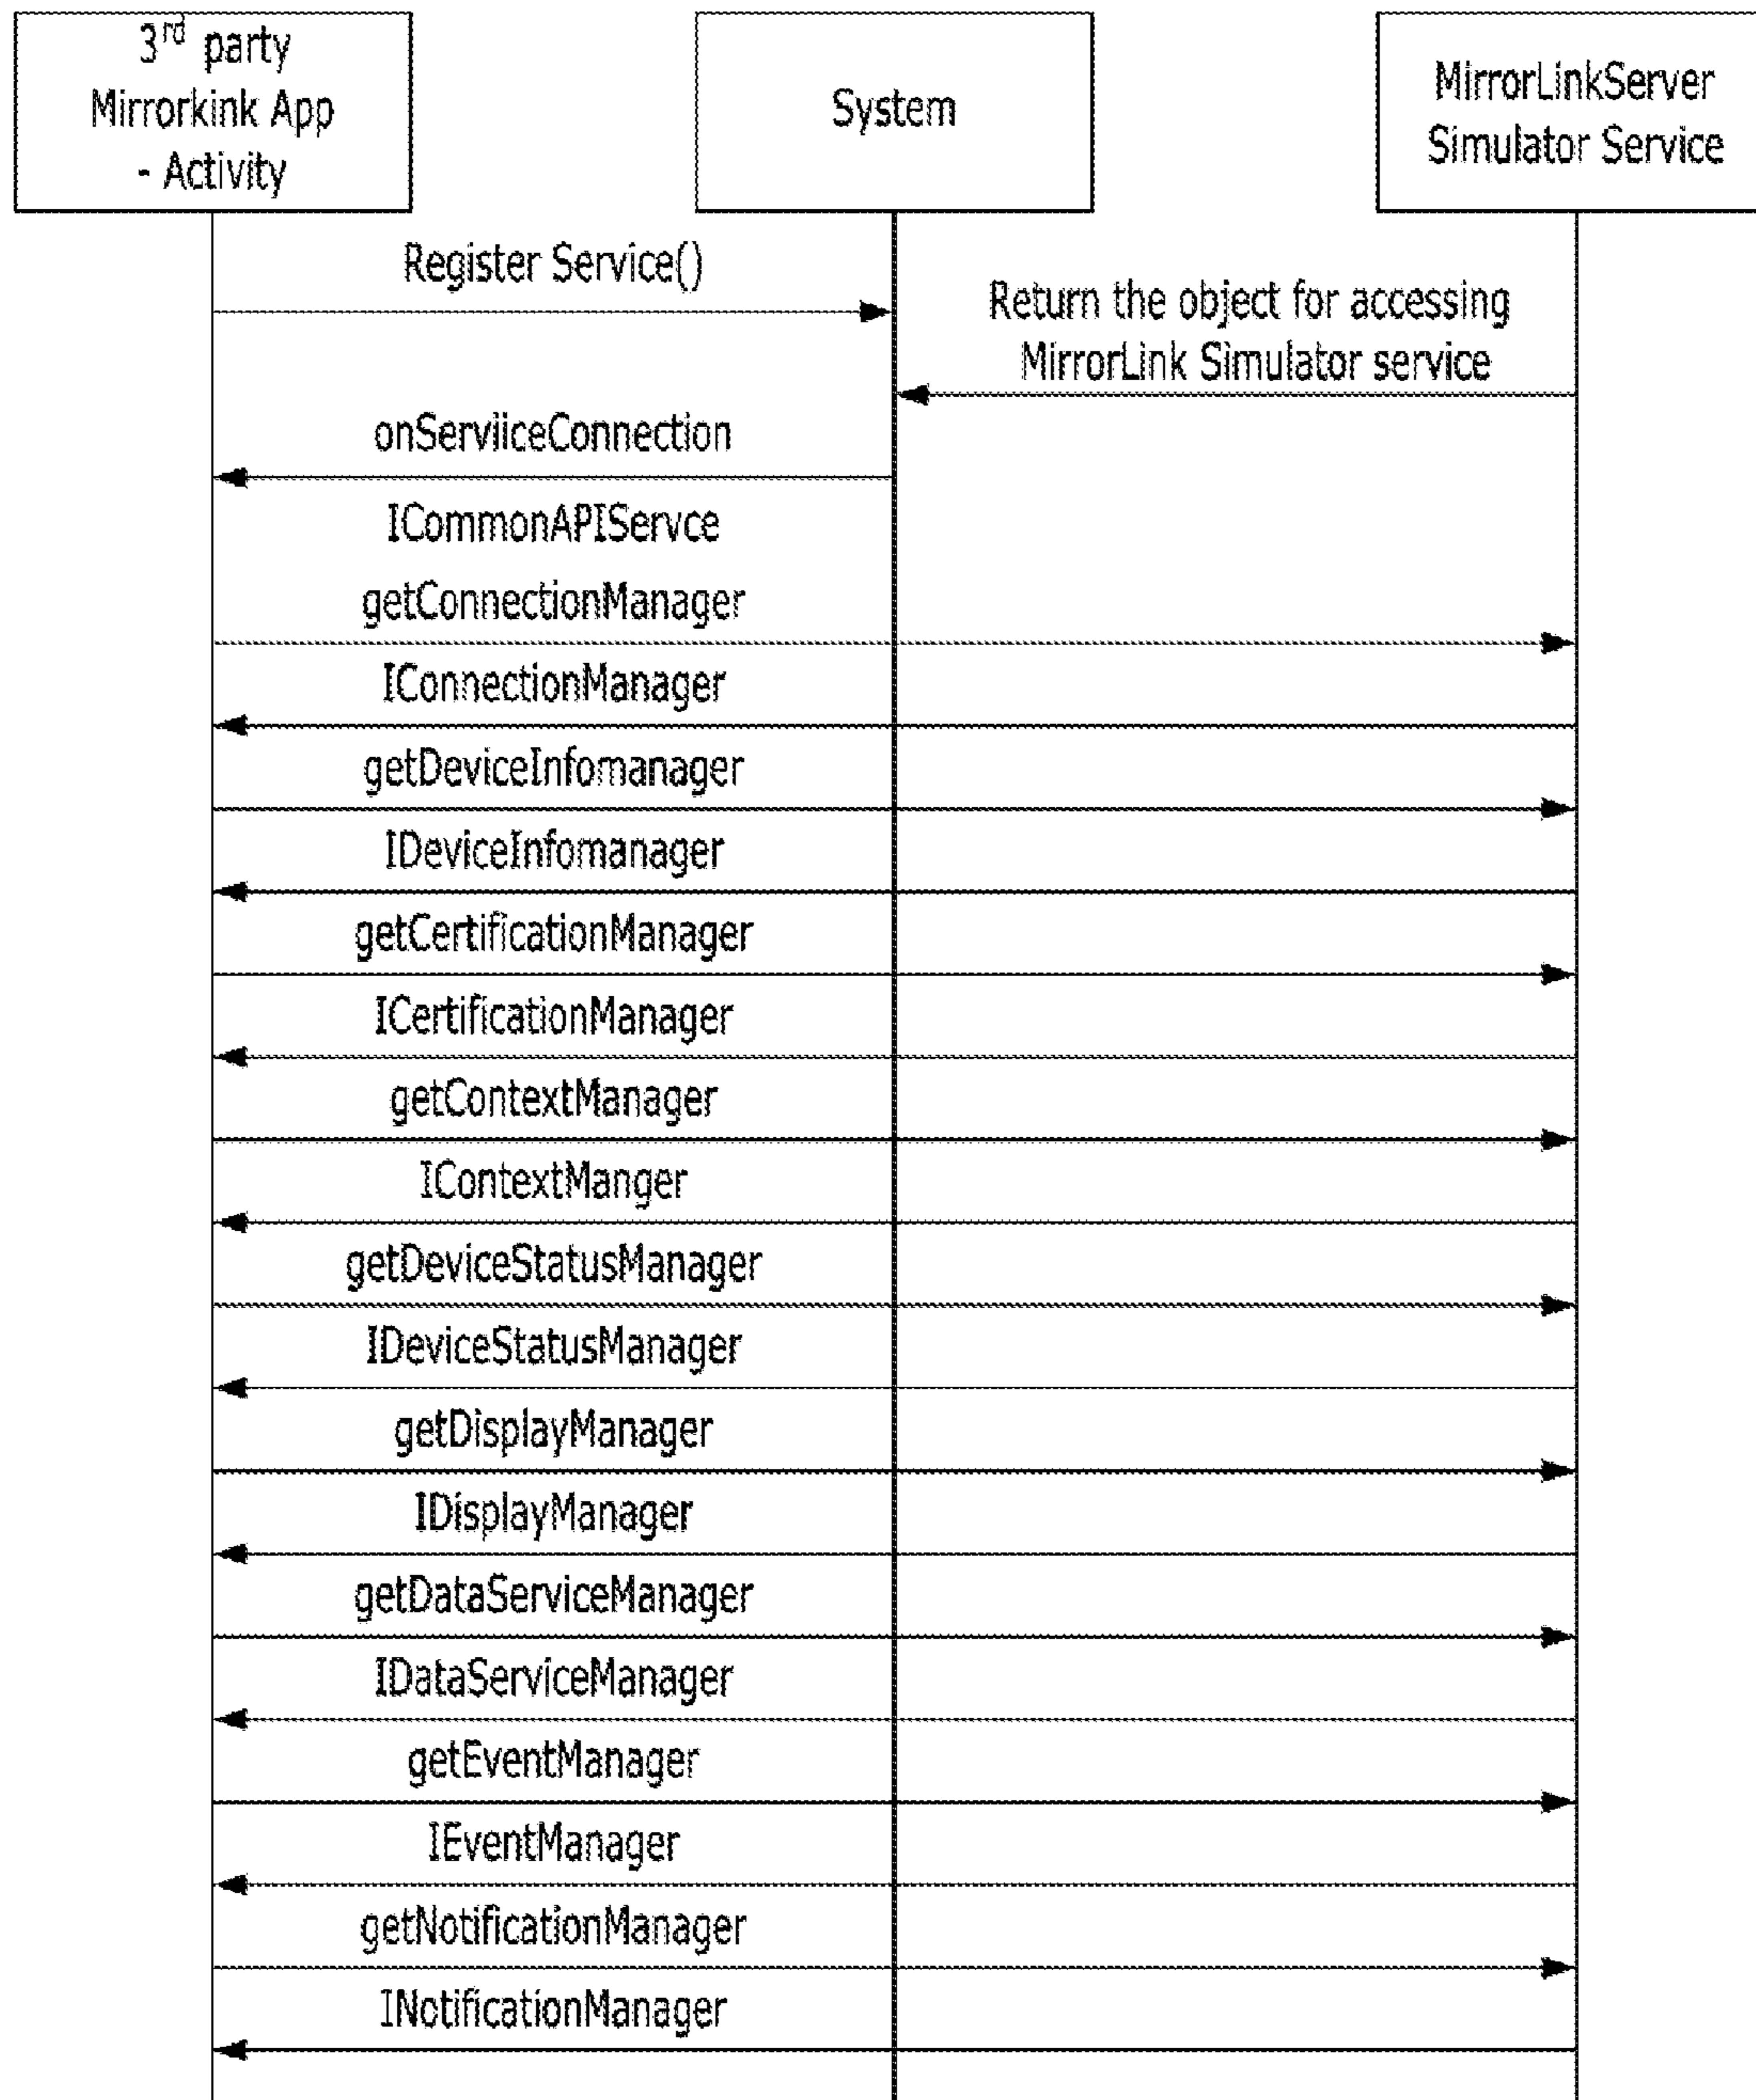 3rd party
Mirrorkink App
- Activity
System
MirrorLinkServer
Simulator Service
Register Service()
Return the object for accessing
MirrorLink Simulator service
onServiiceConnection
ICommonAPIServce
getConnectionManager
IConnectionManager
getDeviceInfomanager
IDeviceInfomanager
getCertificationManager
ICertificationManager
getContextManager
IContextManger
getDeviceStatusManager
IDeviceStatusManager
getDisplayManager
IDisplayManager
getDataServiceManager
IDataServiceManager
getEventManager
IEventManager
getNotificationManager
INotificationManager